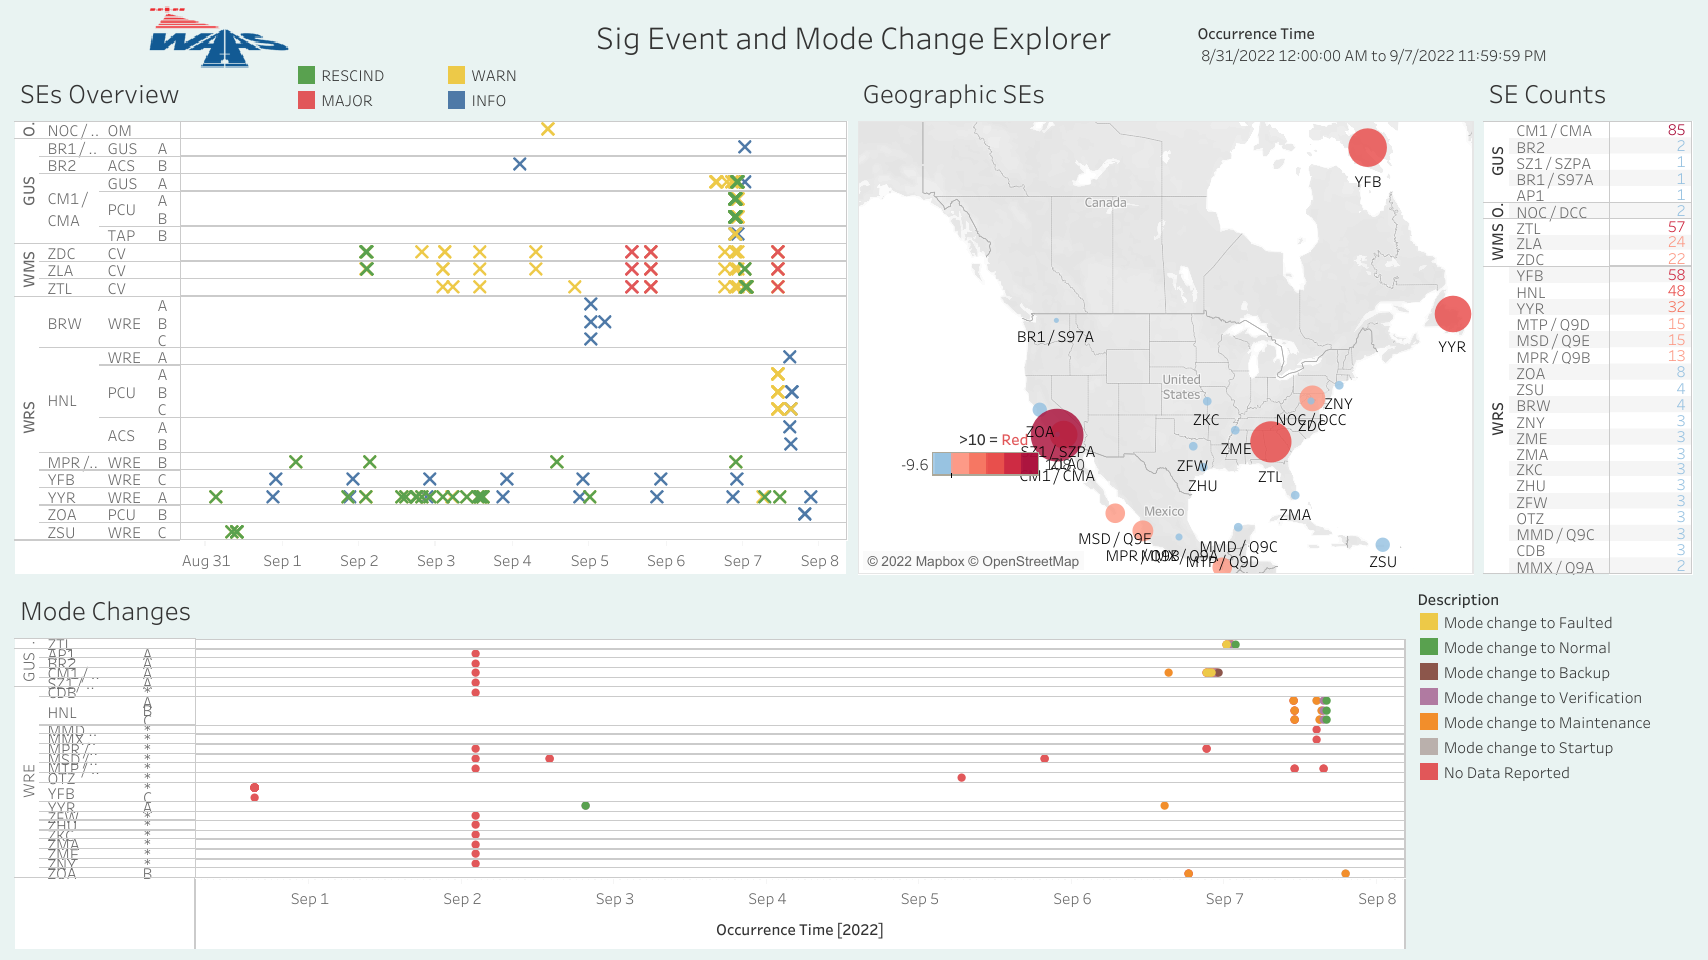 WAAS
Sig Event and Mode Change Explorer
Occurrence Time
8/31/2022 12:00:00 AM to 9/7/2022 11:59:59 PM
RESCIND
WARN
MAJOR
INFO
SEs Overview
O.
NOC / .. OM
GUS
BR1 / .. GUS A
BR2 ACS B
CM1 /
CMA
GUS A
PCU
A
B
TAP B
WMS
ZDC CV
ZLA CV
ZTL CV
WRS
BRW WRE
A
B
C
HNL
WRE A
PCU
A
B
C
ACS
A
B
MPR /.. WRE B
YFB WRE C
YYR WRE A
ZOA PCU B
ZSU WRE C
Aug 31 Sep 1 Sep 2 Sep 3 Sep 4 Sep 5 Sep 6 Sep 7 Sep 8
Geographic SEs
YFB
Canada
YYR
BR1 / S97A
United
States
ZNY
ZKC
NOC / DCC
ZDC
ZOA
>10 = Red
SZ1 / SZPA
ZLA
-9.6
CM1 / CMA
ZME
ZFW
ZTL
ZHU
ZMA
Mexico
MSD / Q9E
MMD / Q9C
MPR / Q9B
MMX / Q9A
MTP / Q9D
ZSU
© 2022 Mapbox © OpenStreetMap
SE Counts
GUS
CM1 / CMA 85
BR2 2
SZ1 / SZPA 1
BR1 / S97A 1
AP1 1
O.
NOC / DCC 2
WMS
ZTL 57
ZLA 24
ZDC 22
WRS
YFB 58
HNL 48
YYR 32
MTP / Q9D 15
MSD / Q9E 15
MPR / Q9B 13
ZOA 8
ZSU 4
BRW 4
ZNY 3
ZME 3
ZMA 3
ZKC 3
ZHU 3
ZFW 3
OTZ 3
MMD / Q9C 3
CDB 3
MMX / Q9A 2
Mode Changes
.
ZTL
GUS
AP1 A
BR2 A
CM1 / .. A
SZ1 / .. A
WRE
CDB *
HNL
A
B
C
MMD .. *
MMX .. *
MPR /.. *
MSD /.. *
MTP / .. *
OTZ *
YFB
*
C
YYR A
ZFW *
ZHU *
ZKC *
ZMA *
ZME *
ZNY *
ZOA B
Sep 1 Sep 2 Sep 3 Sep 4 Sep 5 Sep 6 Sep 7 Sep 8
Occurrence Time [2022]
Description
Mode change to Faulted
Mode change to Normal
Mode change to Backup
Mode change to Verification
Mode change to Maintenance
Mode change to Startup
No Data Reported